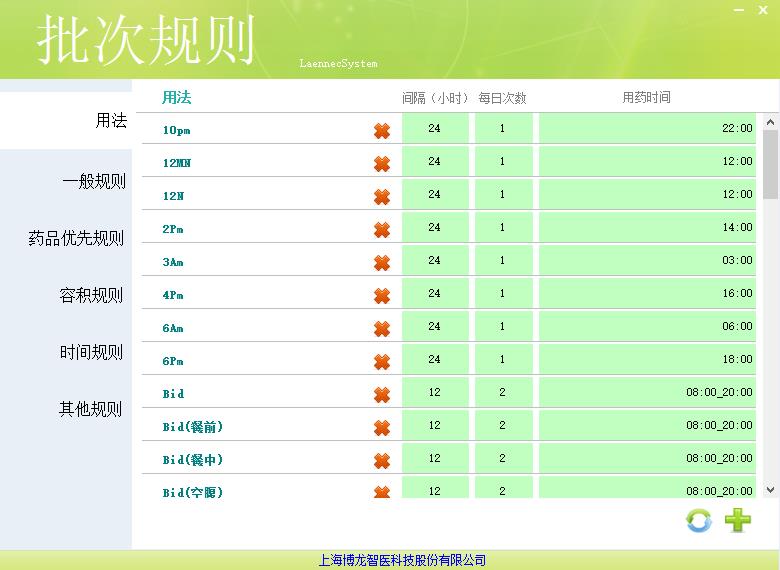 批次规则
LaennecSystem
用法 间隔（小时） 每日次数 用药时间
用法
一般规则
药品优先规则
容积规则
时间规则
其他规则
10pm 24 1 22:00
12MN 24 1 12:00
12N 24 1 12:00
2Pm 24 1 14:00
3Am 24 1 03:00
4Pm 24 1 16:00
6Am 24 1 06:00
6Pm 24 1 18:00
Bid 12 2 08:00_20:00
Bid(餐前) 12 2 08:00_20:00
Bid(餐中) 12 2 08:00_20:00
Bid(空腹) 12 2 08:00_20:00
上海博龙智医科技股份有限公司